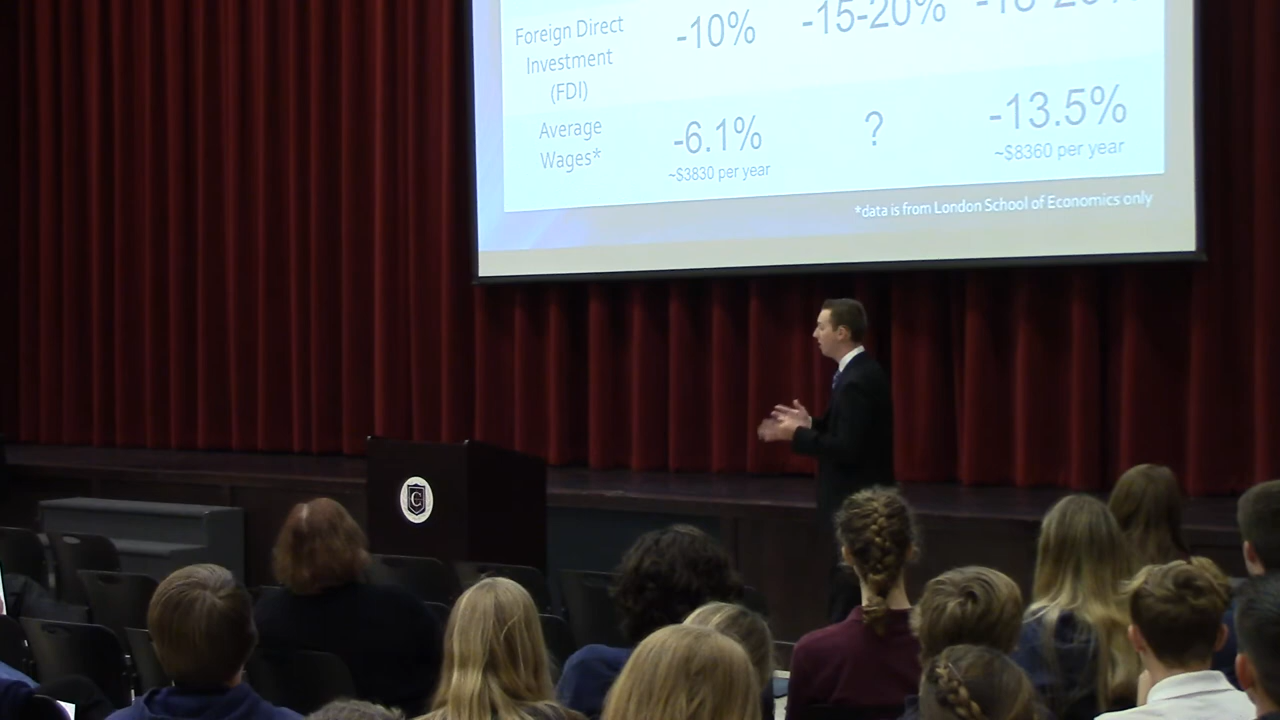 Foreign Direct
Investment
(FDI)
-10%
-15-20%
Average
Wages*
-6.1%
~$3830 per year
?
-13.5%
~$8360 per year
*data is from London School of Economics only